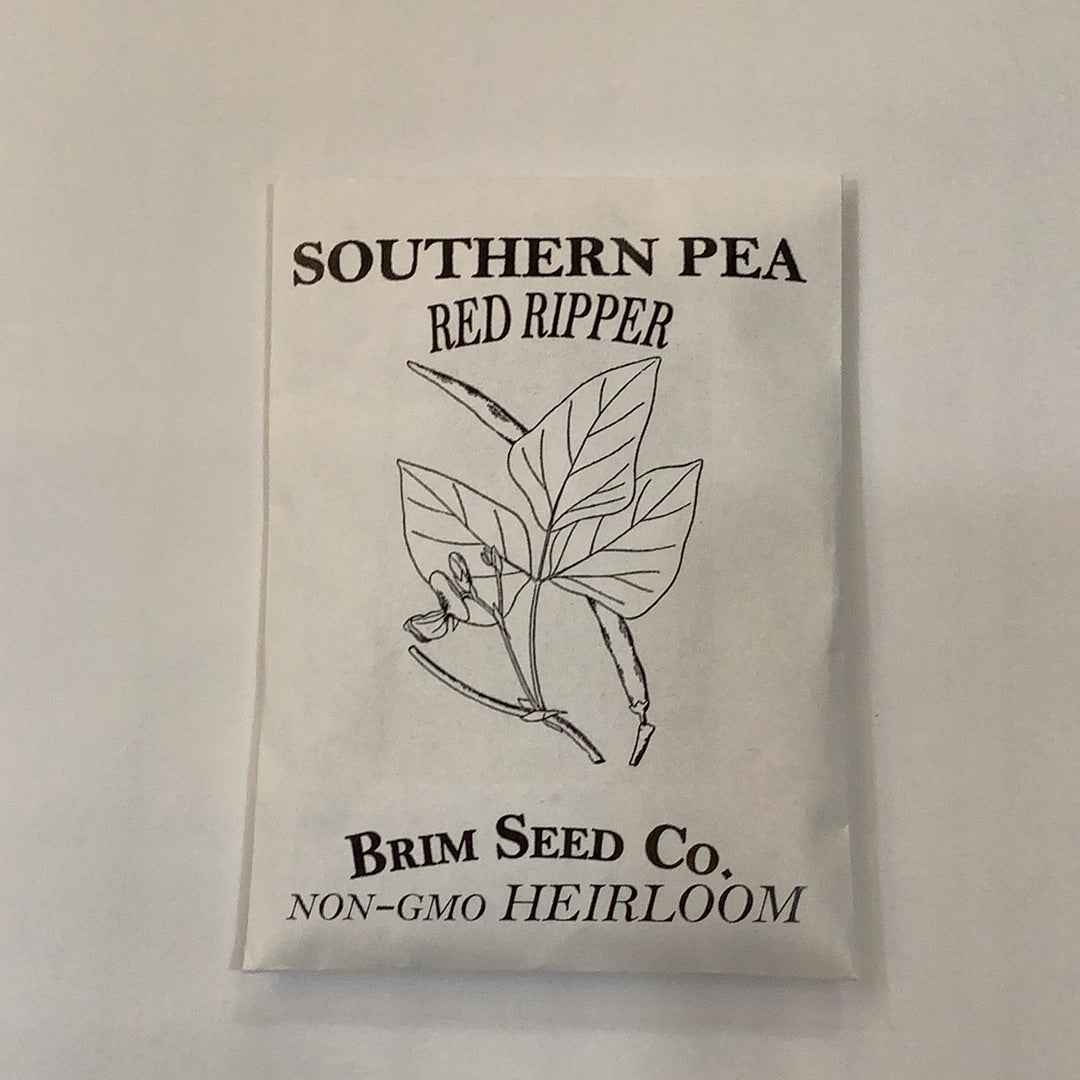 SOUTHERN PEA
RED RIPPER
BRIM SEED CO.
NON-GMO HEIRLOOM